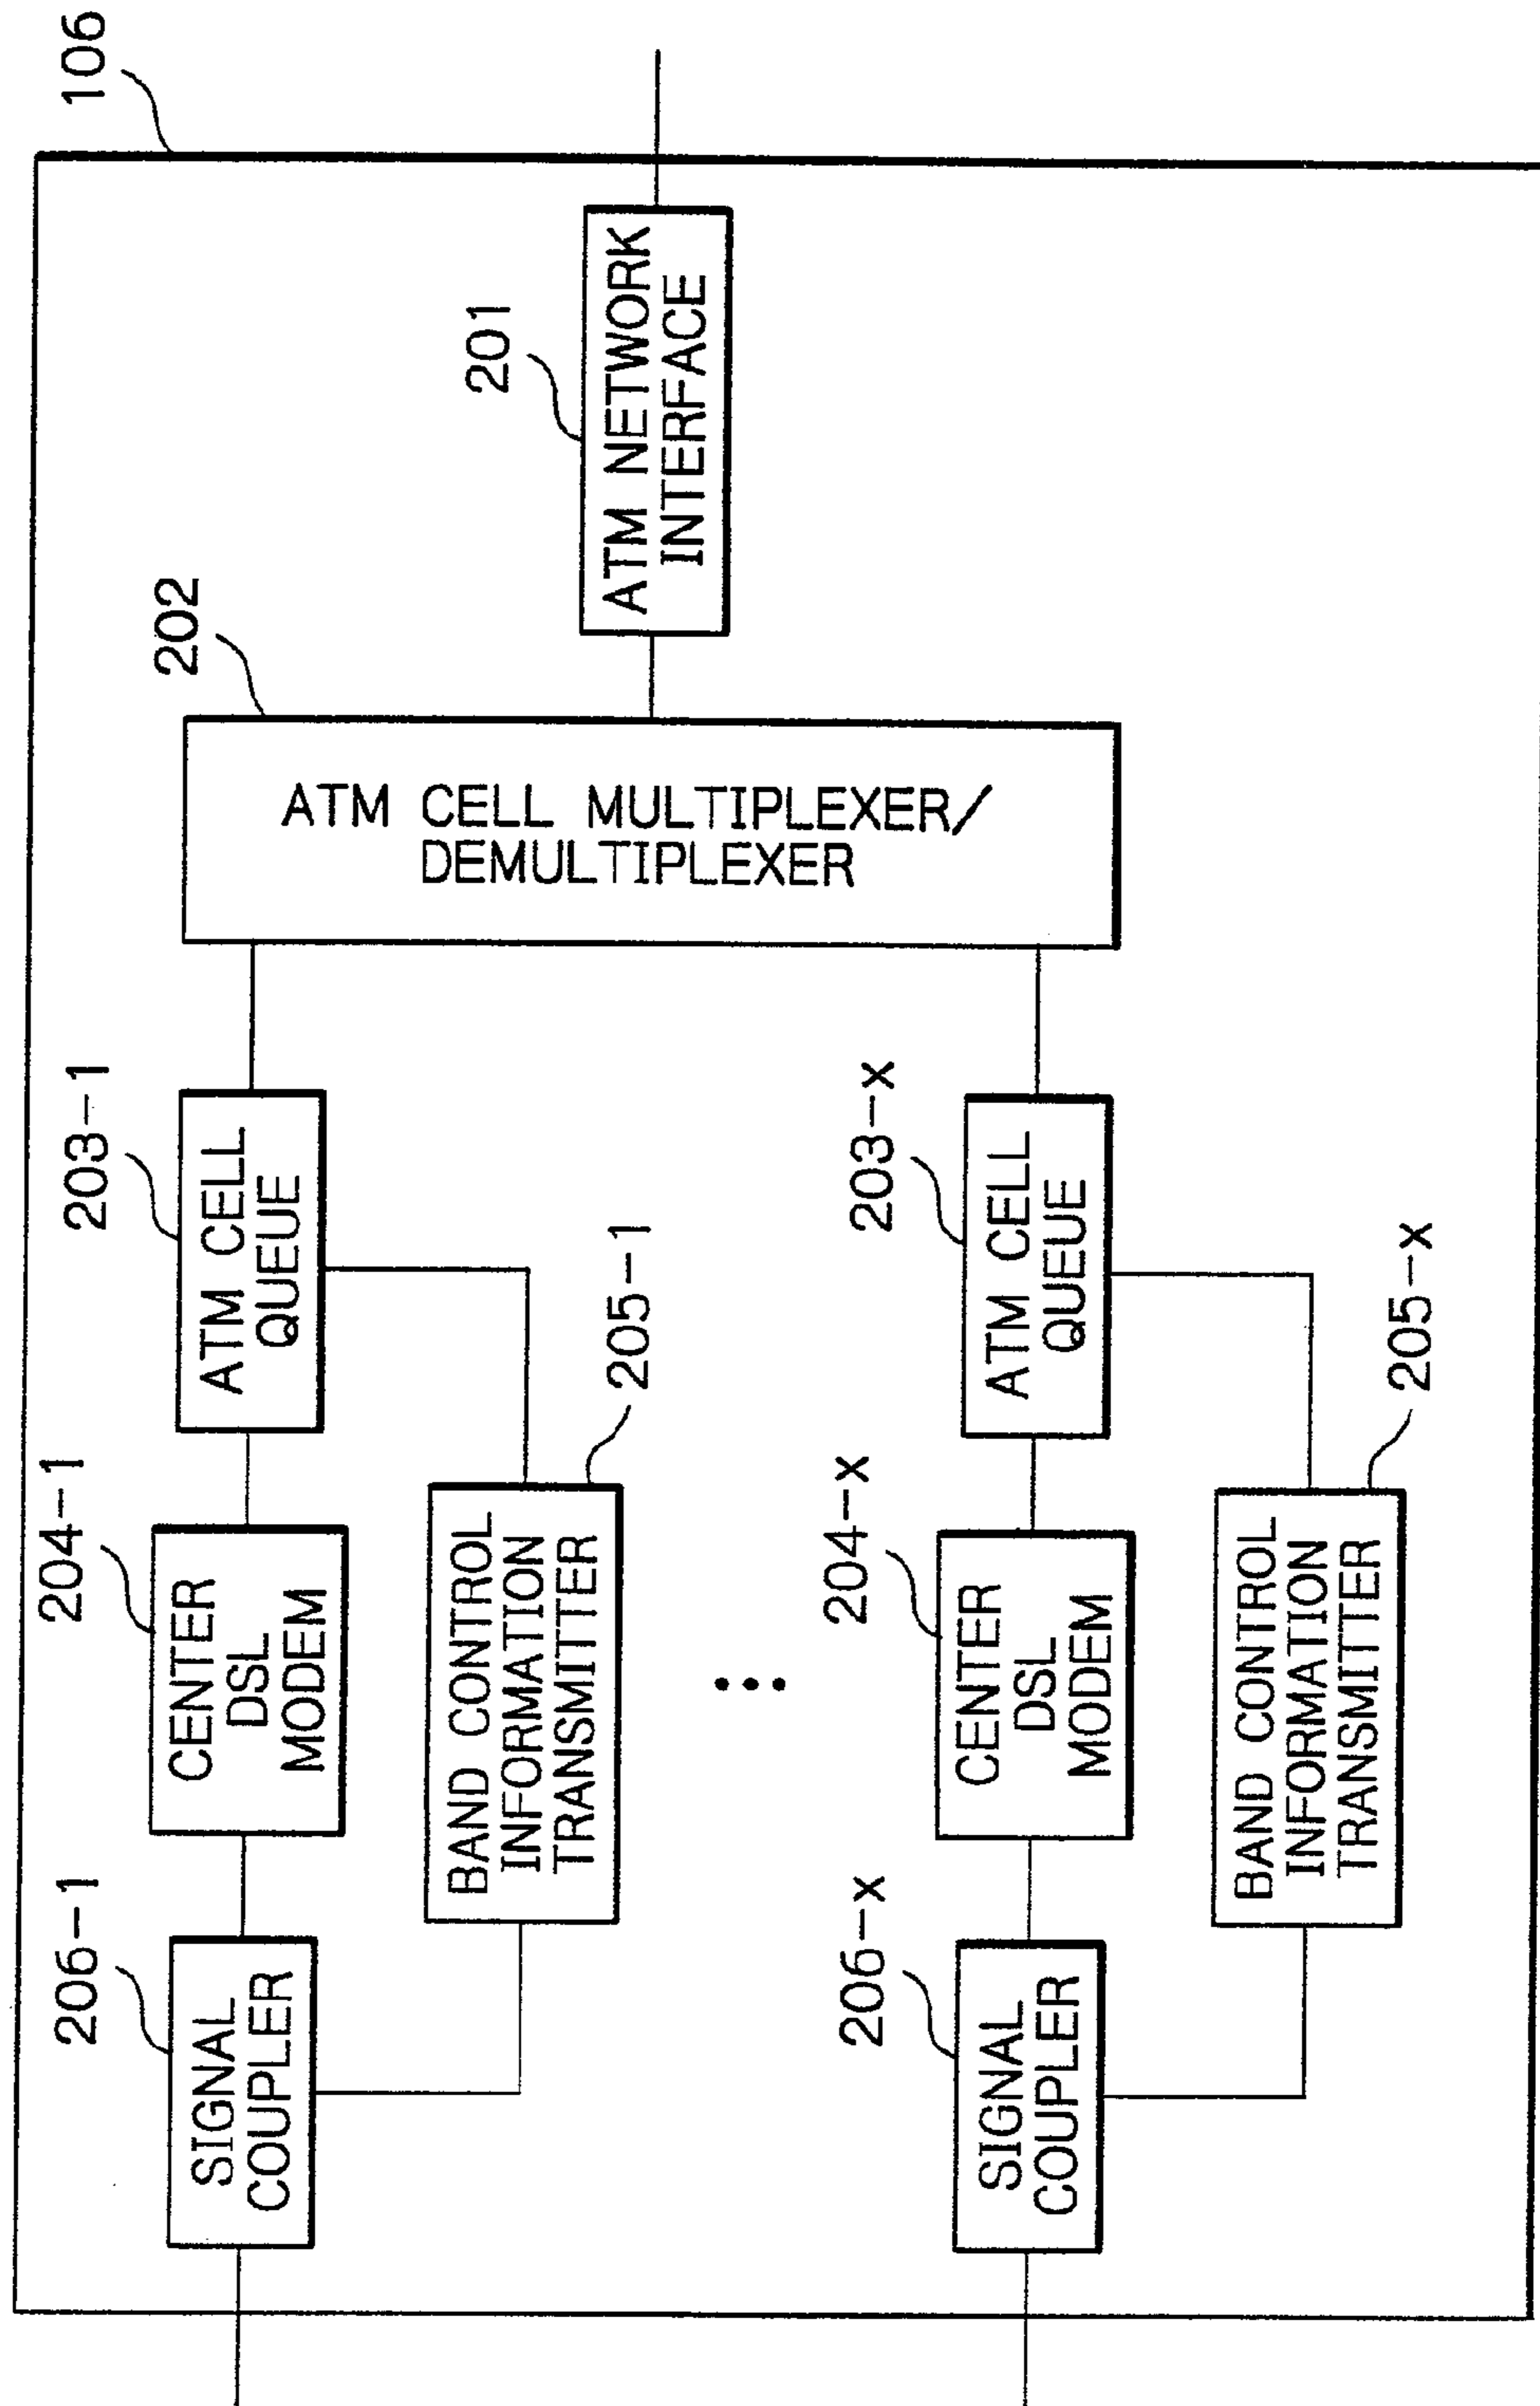 106
206-1
SIGNAL
COUPLER
204-1
CENTER
DSL
MODEM
203-1
ATM CELL
QUEUE
202
ATM CELL MULTIPLEXER/
DEMULTIPLEXER
201
ATM NETWORK
INTERFACE
BAND CONTROL
INFORMATION
TRANSMITTER
205-1
206-x
SIGNAL
COUPLER
204-x
CENTER
DSL
MODEM
203-x
ATM CELL
QUEUE
BAND CONTROL
INFORMATION
TRANSMITTER
205-x